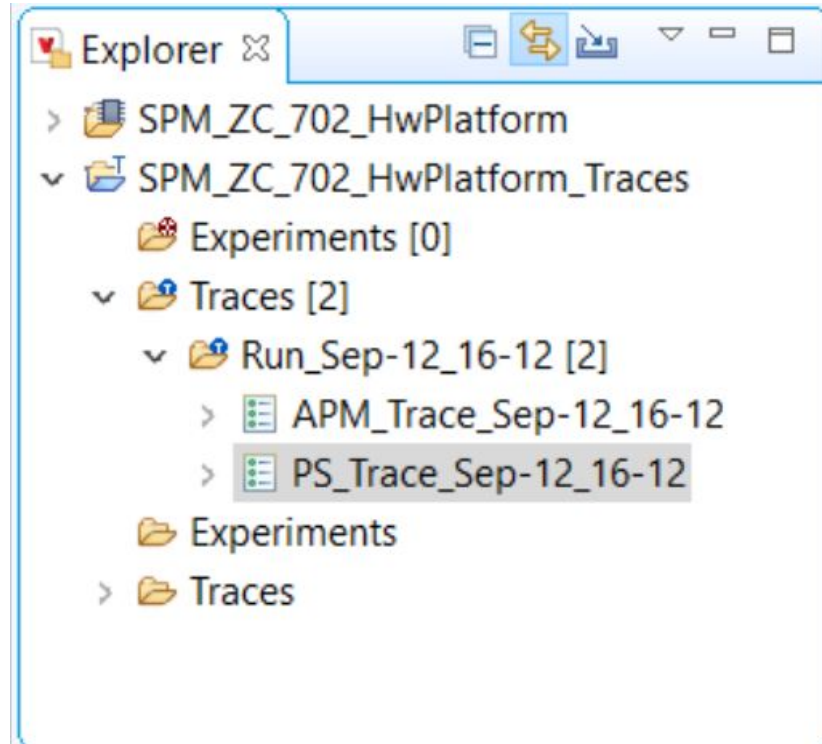 Explorer
SPM_ZC_702_HwPlatform
SPM_ZC_702_HwPlatform_Traces
Experiments [0]
Traces [2]
Run_Sep-12_16-12 [2]
APM_Trace_Sep-12_16-12
PS_Trace_Sep-12_16-12
Experiments
Traces